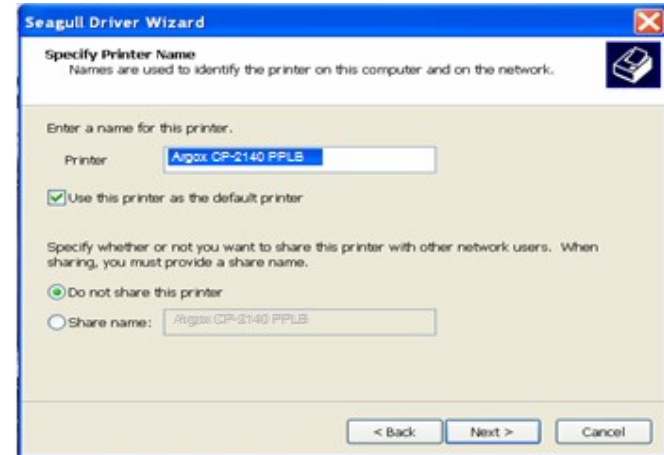 Seagull Driver Wizard
Specify Printer Name
Names are used to identify the printer on this computer and on the network.
Enter a name for this printer.
Printer Argox CP-2140 PPLB
Use this printer as the default printer
Specify whether or not you want to share this printer with other network users. When
sharing, you must provide a share name.
Do not share this printer
Share name: Argox CP-2140 PPLB
< Back Next > Cancel